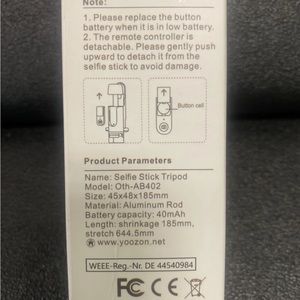 Note:
1. Please replace the button
battery when it is in low battery.
2. The remote controller is
detachable. Please gently push
upward to detach it from the
selfie stick to avoid damage.
Button cell
Product Parameters
Name: Selfie Stick Tripod
Model: Oth-AB402
Size: 45x48x185mm
Material: Aluminum Rod
Battery capacity: 40mAh
Length: shrinkage 185mm,
stretch 644.5mm
www.yoozon.net
WEEE-Reg.-Nr. DE 44540984
FC CE